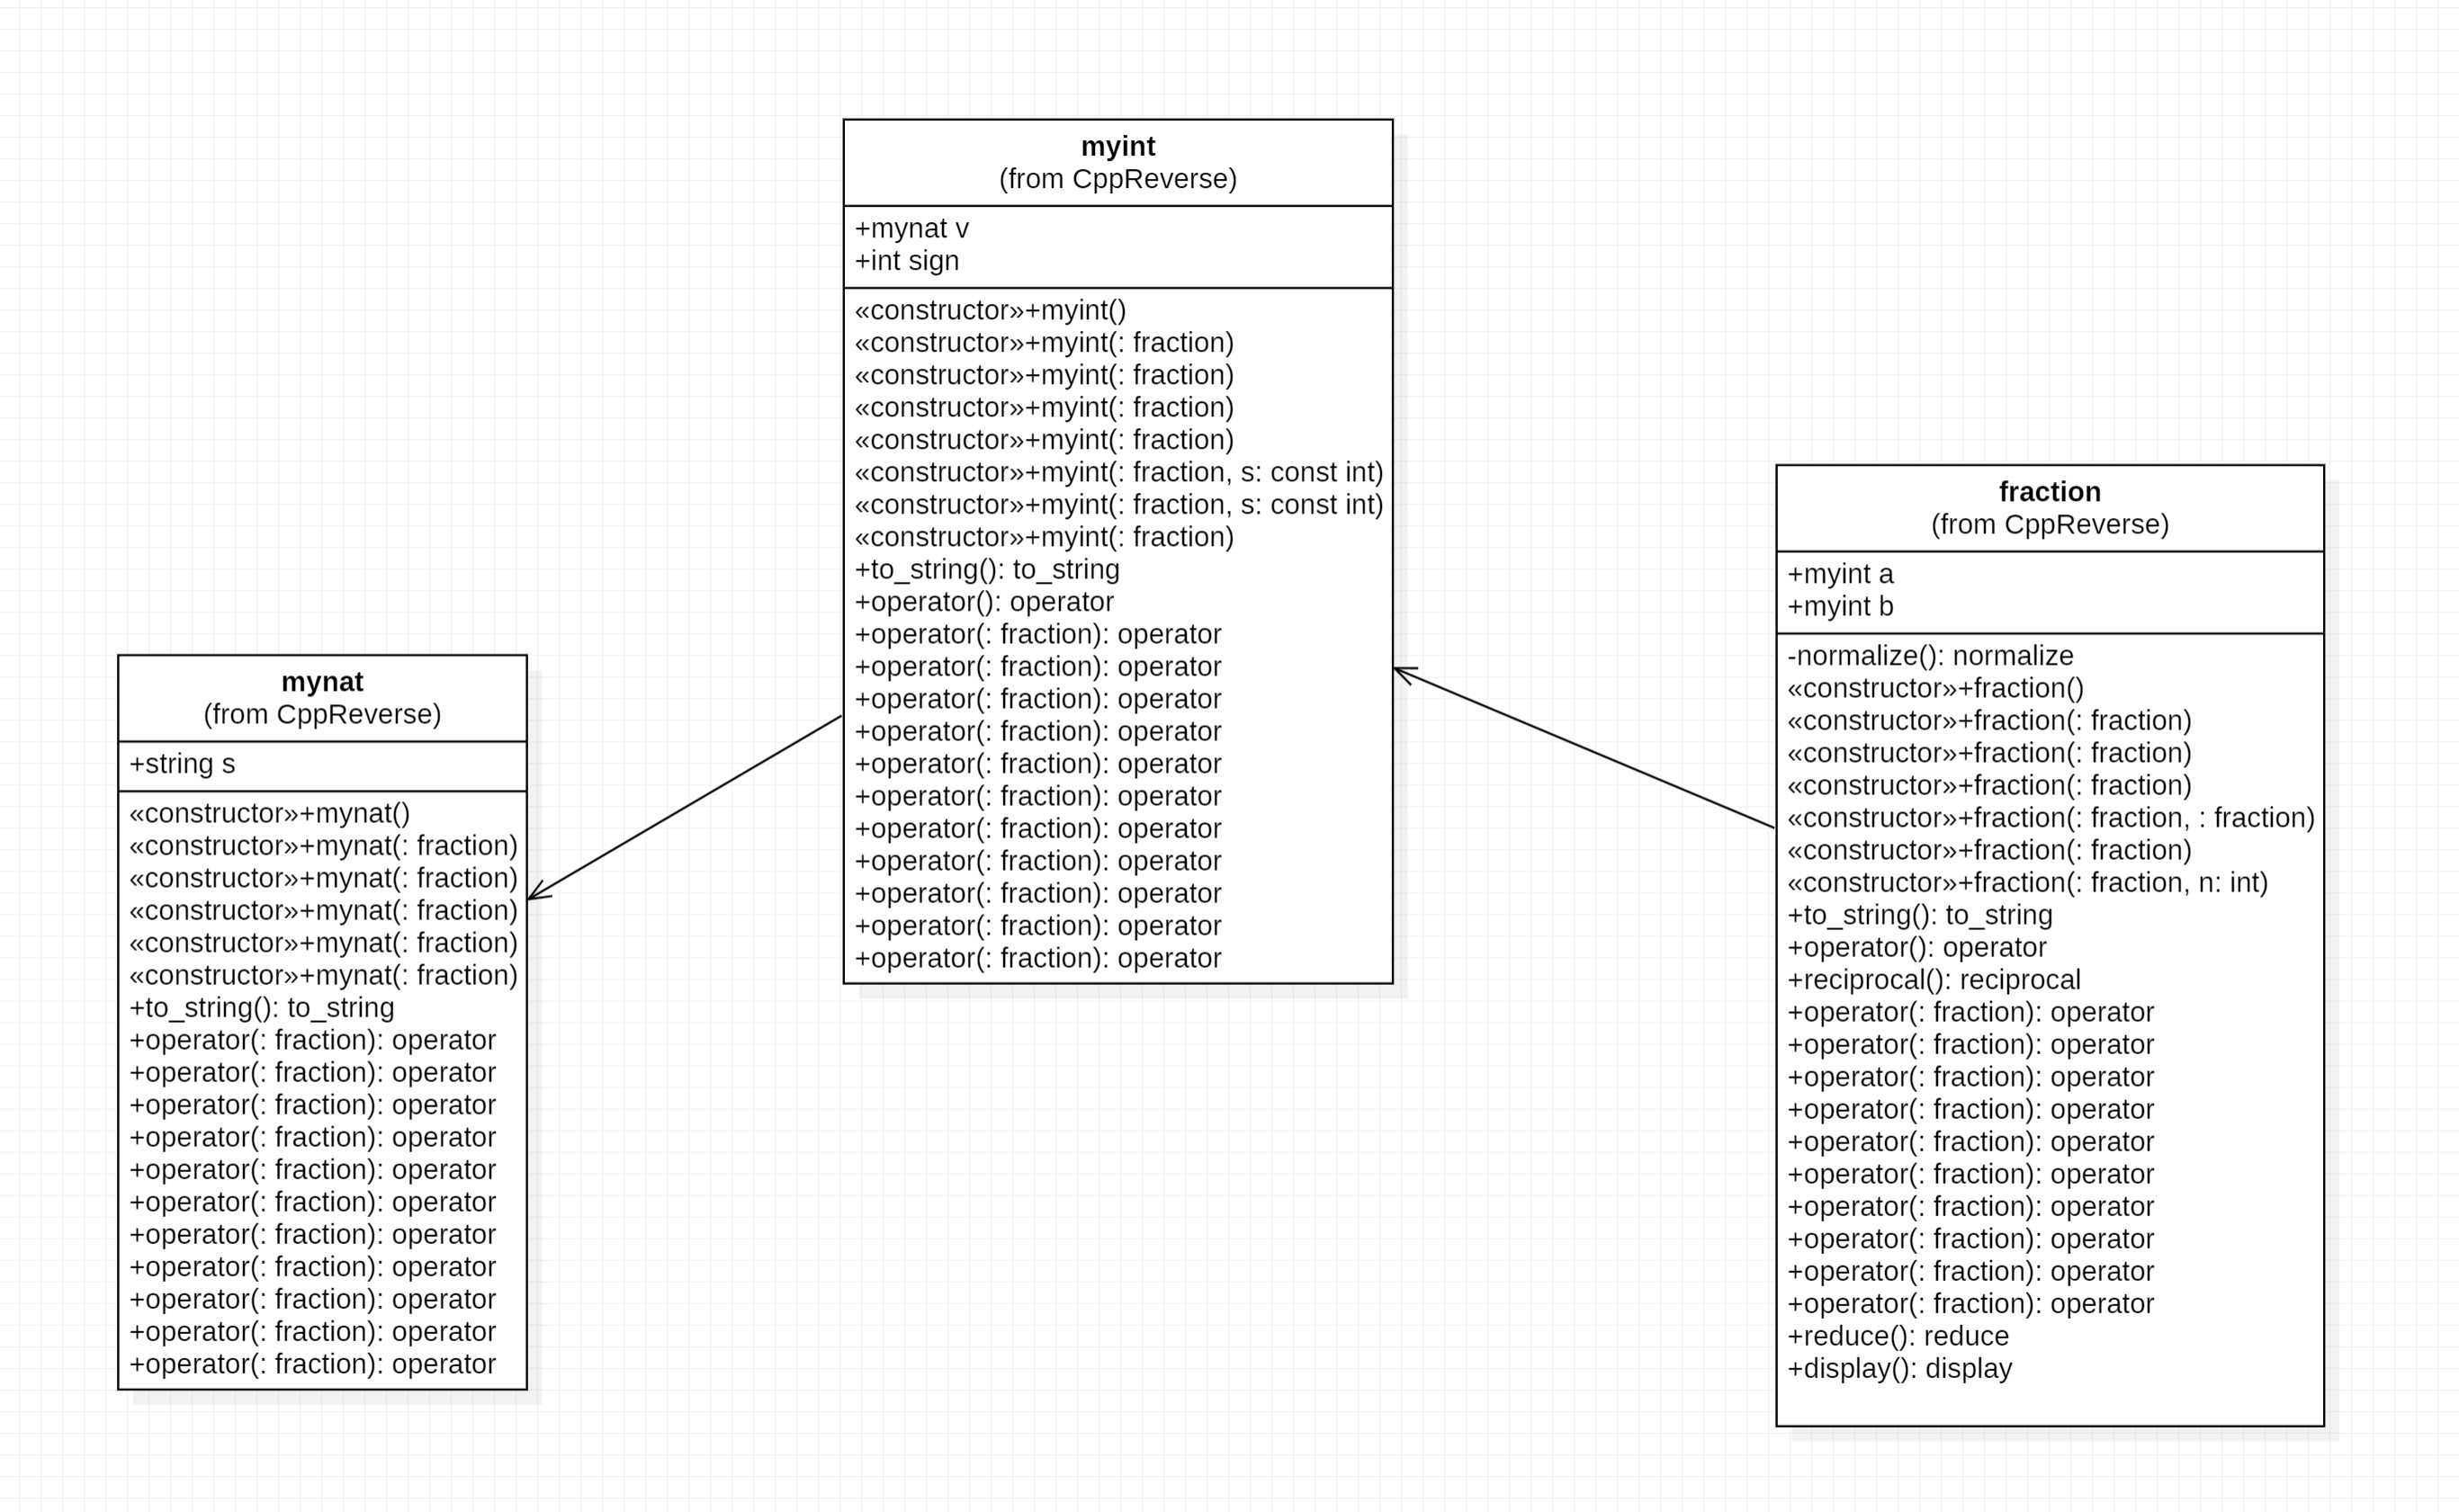 myint
(from CppReverse)
+mynat v
+int sign
«constructor»+myint()
«constructor»+myint(: fraction)
«constructor»+myint(: fraction)
«constructor»+myint(: fraction)
«constructor»+myint(: fraction)
«constructor»+myint(: fraction, s: const int)
«constructor»+myint(: fraction, s: const int)
«constructor»+myint(: fraction)
+to_string(): to_string
+operator(): operator
+operator(: fraction): operator
+operator(: fraction): operator
+operator(: fraction): operator
+operator(: fraction): operator
+operator(: fraction): operator
+operator(: fraction): operator
+operator(: fraction): operator
+operator(: fraction): operator
+operator(: fraction): operator
+operator(: fraction): operator
+operator(: fraction): operator
fraction
(from CppReverse)
+myint a
+myint b
-normalize(): normalize
«constructor»+fraction()
«constructor»+fraction(: fraction)
«constructor»+fraction(: fraction)
«constructor»+fraction(: fraction)
«constructor»+fraction(: fraction, : fraction)
«constructor»+fraction(: fraction)
«constructor»+fraction(: fraction, n: int)
+to_string(): to_string
+operator(): operator
+reciprocal(): reciprocal
+operator(: fraction): operator
+operator(: fraction): operator
+operator(: fraction): operator
+operator(: fraction): operator
+operator(: fraction): operator
+operator(: fraction): operator
+operator(: fraction): operator
+operator(: fraction): operator
+operator(: fraction): operator
+operator(: fraction): operator
+reduce(): reduce
+display(): display
mynat
(from CppReverse)
+string s
«constructor»+mynat()
«constructor»+mynat(: fraction)
«constructor»+mynat(: fraction)
«constructor»+mynat(: fraction)
«constructor»+mynat(: fraction)
«constructor»+mynat(: fraction)
+to_string(): to_string
+operator(: fraction): operator
+operator(: fraction): operator
+operator(: fraction): operator
+operator(: fraction): operator
+operator(: fraction): operator
+operator(: fraction): operator
+operator(: fraction): operator
+operator(: fraction): operator
+operator(: fraction): operator
+operator(: fraction): operator
+operator(: fraction): operator